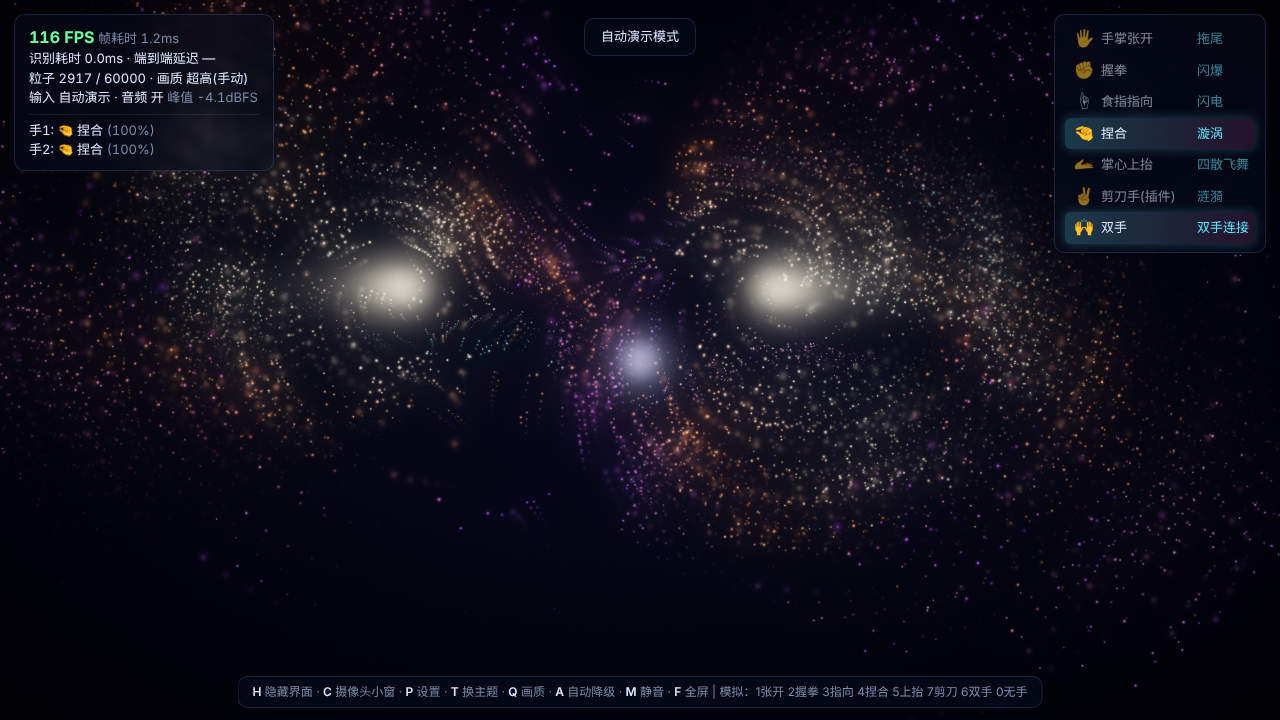 116 FPS 帧耗时 1.2ms
识别耗时 0.0ms · 端到端延迟 —
粒子 2917 / 60000 · 画质 超高(手动)
输入 自动演示 · 音频 开 峰值 -4.1dBFS
手1: 🤏 捏合 (100%)
手2: 🤏 捏合 (100%)
自动演示模式
🖐 手掌张开 拖尾
✊ 握拳 闪爆
☝ 食指指向 闪电
🤏 捏合 漩涡
🫴 掌心上抬 四散飞舞
✌ 剪刀手(插件) 涟漪
🙌 双手 双手连接
H 隐藏界面 · C 摄像头小窗 · P 设置 · T 换主题 · Q 画质 · A 自动降级 · M 静音 · F 全屏 | 模拟: 1张开 2握拳 3指向 4捏合 5上抬 7剪刀 6双手 0无手